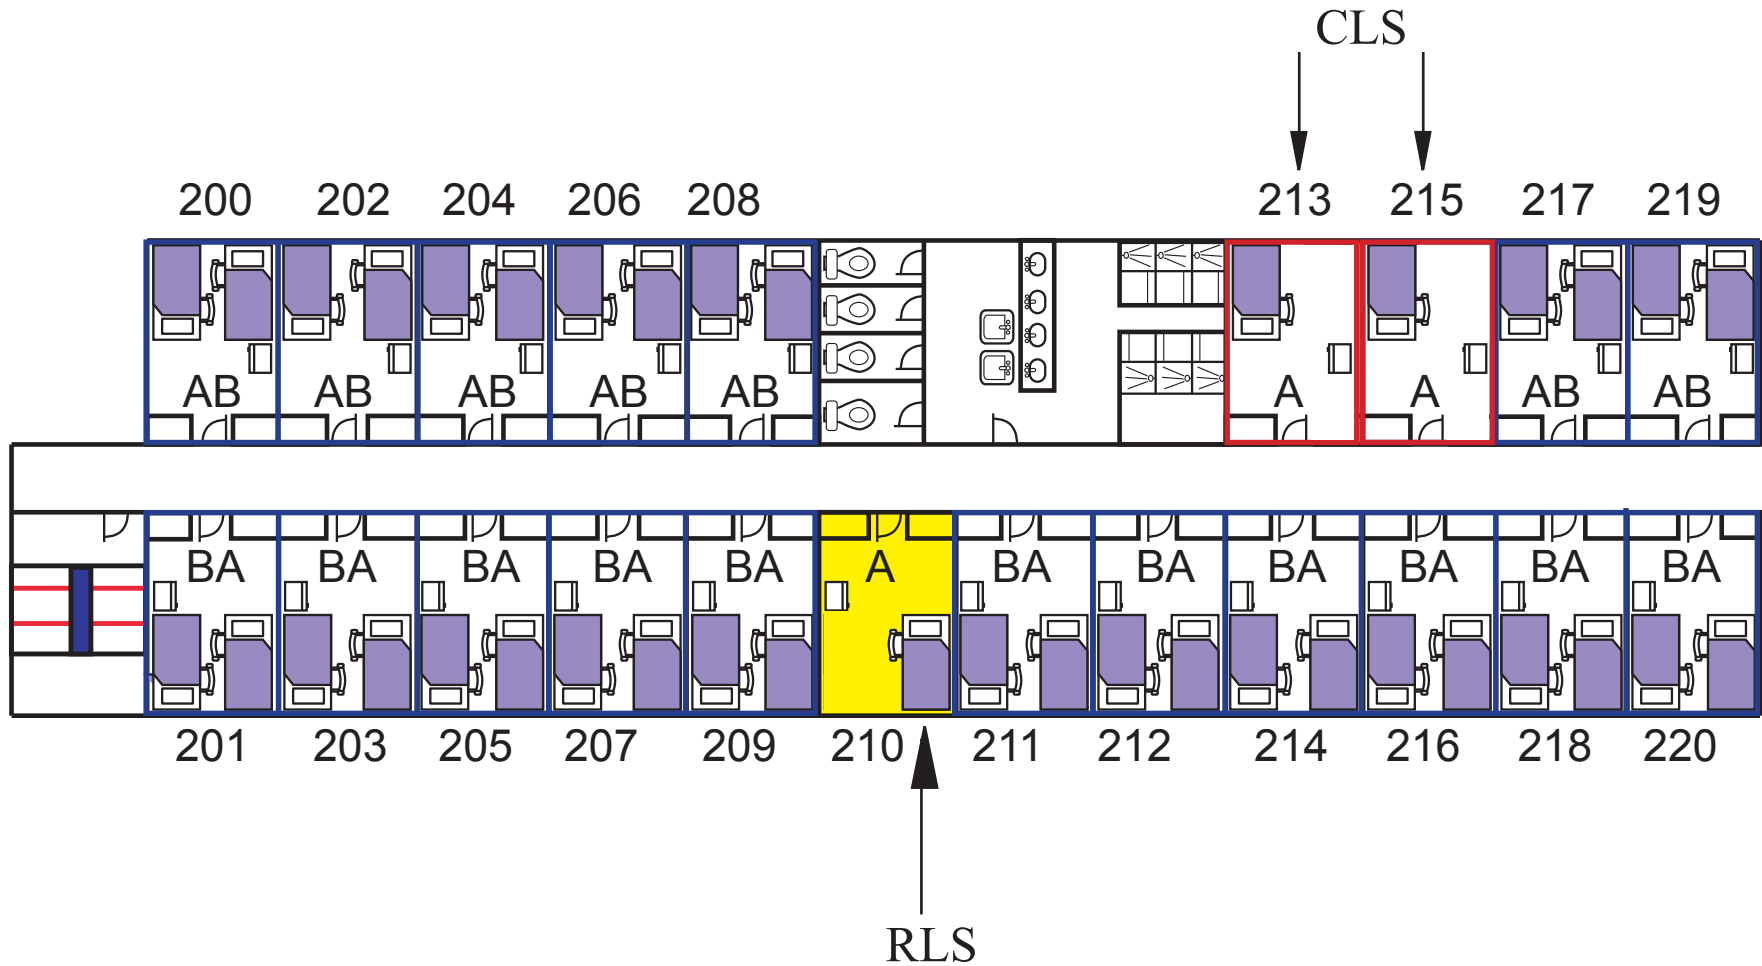 CLS
200 202 204 206 208 213 215 217 219
AB AB AB AB AB A A AB AB
BA BA BA BA BA A BA BA BA BA BA BA
201 203 205 207 209 210 211 212 214 216 218 220
RLS